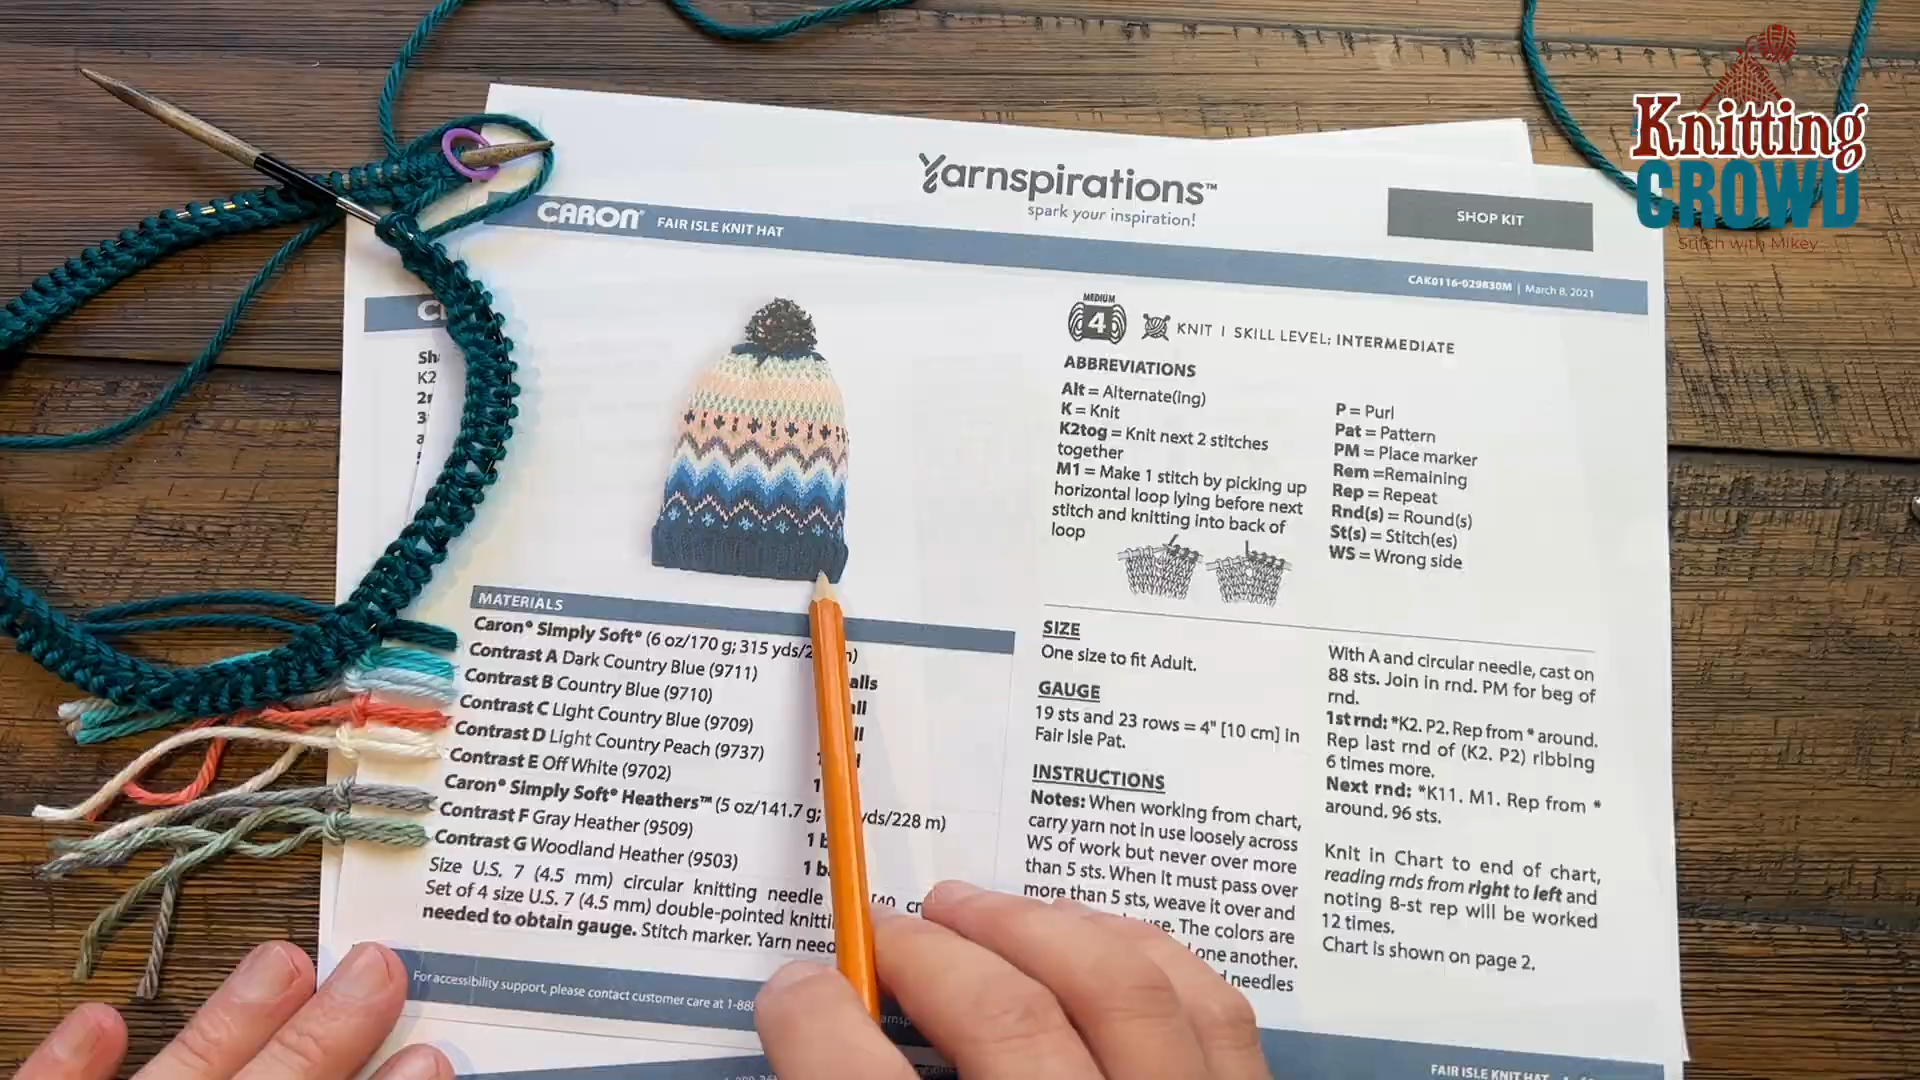 Knitting
CROWD
Stitch with Mikey
Yarnspirations™
spark your inspiration!
SHOP KIT
CARON® FAIR ISLE KNIT HAT
CAK0116-029830M | March 8, 2021
MEDIUM
4
KNIT I SKILL LEVEL: INTERMEDIATE
ABBREVIATIONS
Alt = Alternate(ing)
K = Knit
K2tog = Knit next 2 stitches
together
M1 = Make 1 stitch by picking up
horizontal loop lying before next
stitch and knitting into back of
loop
P = Purl
Pat = Pattern
PM = Place marker
Rem =Remaining
Rep = Repeat
Rnd(s) = Round(s)
St(s) = Stitch(es)
WS = Wrong side
K2
MATERIALS
Caron® Simply Soft® (6 oz/170 g; 315 yds/
Contrast A Dark Country Blue (9711)
Contrast B Country Blue (9710)
Contrast C Light Country Blue (9709)
Contrast D Light Country Peach (9737)
Contrast E Off White (9702)
Caron® Simply Soft® Heathers™ (5 oz/141.7 g; yds/228 m)
Contrast F Gray Heather (9509)
Contrast G Woodland Heather (9503)
Size U.S. 7 (4.5 mm) circular knitting needle
Set of 4 size U.S. 7 (4.5 mm) double-pointed
needed to obtain gauge. Stitch marker. Yarn
For accessibility support, please contact customer care at
SIZE
One size to fit Adult.
GAUGE
19 sts and 23 rows = 4" [10 cm] in
Fair Isle Pat.
INSTRUCTIONS
Notes: When working from chart,
carry yarn not in use loosely across
WS of work but never over more
than 5 sts. When it must pass over
more than 5 sts, weave it over and
The colors are
one another.
needles
With A and circular needle, cast on
88 sts. Join in rnd. PM for beg of
rnd.
1st rnd: *K2. P2. Rep from * around.
Rep last rnd of (K2. P2) ribbing
6 times more.
Next rnd: *K11. M1. Rep from *
around. 96 sts.
Knit in Chart to end of chart,
reading rnds from right to left and
noting 8-st rep will be worked
12 times.
Chart is shown on page 2.
FAIR ISLE KNIT HAT